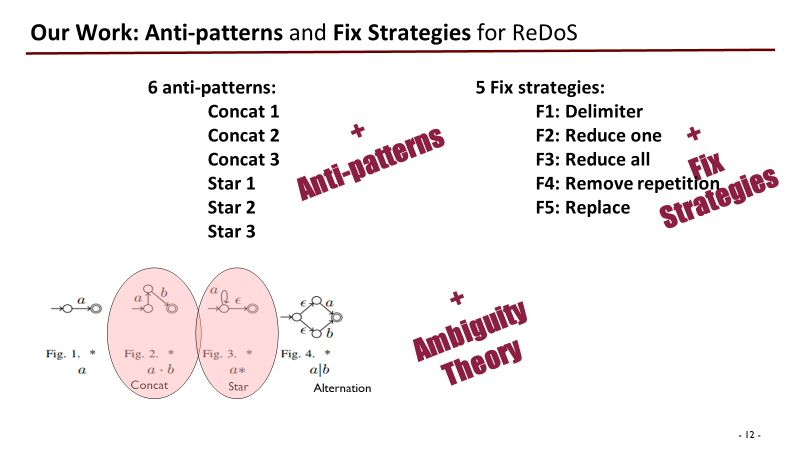 Our Work: Anti-patterns and Fix Strategies for ReDoS
6 anti-patterns:
Concat 1
Concat 2
Concat 3
Star 1
Star 2
Star 3
+
Anti-patterns
5 Fix strategies:
F1: Delimiter
F2: Reduce one
F3: Reduce all
F4: Remove repetition
F5: Replace
+
Fix
Strategies
a
Fig. 1. *
a
a b
Fig. 2. *
a · b
Concat
a ϵ
Fig. 3. *
a*
Star
ϵ a
ϵ b
Fig. 4. *
a|b
Alternation
+
Ambiguity
Theory
- 12 -